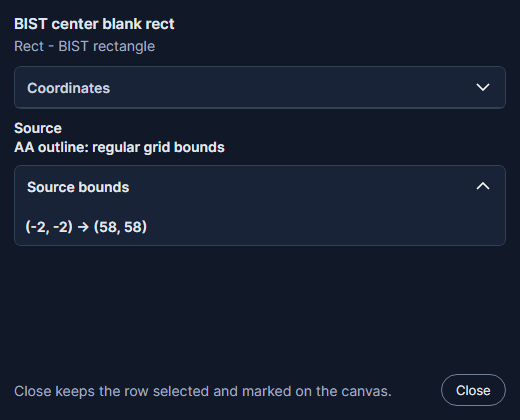 BIST center blank rect
Rect - BIST rectangle
Coordinates
Source
AA outline: regular grid bounds
Source bounds
(-2, -2) → (58, 58)
Close keeps the row selected and marked on the canvas.
Close